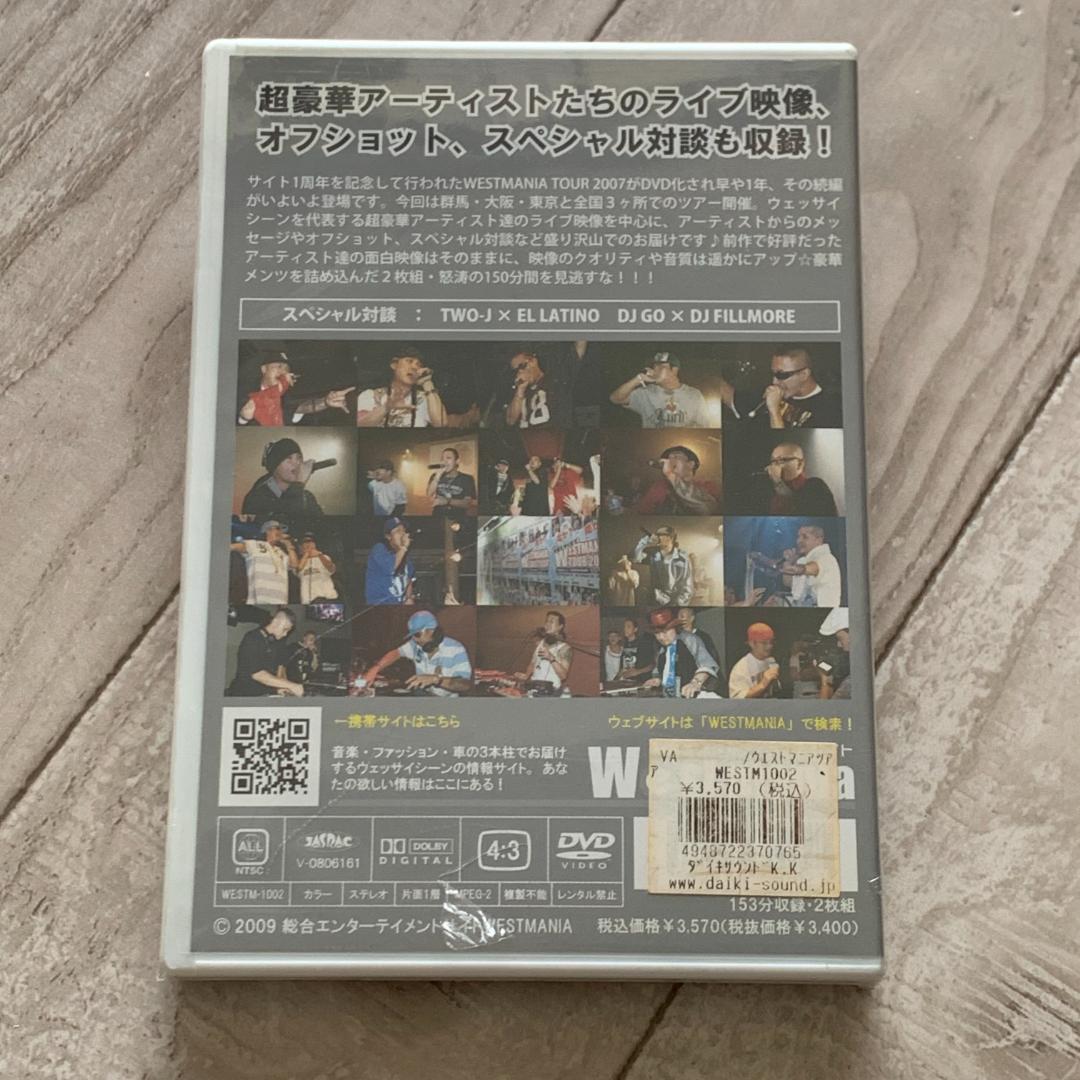 超豪華アーティストたちのライブ映像、
オフショット、スペシャル対談も収録！
サイト1周年を記念して行われたWESTMANIA TOUR 2007がDVD化され早や1年、その続編
がいよいよ登場です。今回は群馬・大阪・東京と全国３ヶ所でのツアー開催。ウェッサイ
シーンを代表する超豪華アーティスト達のライブ映像を中心に、アーティストからのメッ
セージやオフショット、スペシャル対談など盛り沢山でのお届けです♪前作で好評だった
アーティスト達の面白映像はそのままに、映像のクオリティや音質は遥かにアップ☆豪華
メンツを詰め込んだ２枚組・怒涛の150分間を見逃すな！！！
スペシャル対談 ： TWO-J × EL LATINO DJ GO × DJ FILLMORE
18
WESTMANIA
←携帯サイトはこちら
ウェブサイトは「WESTMANIA」で検索！
音楽・ファッション・車の3本柱でお届け
するウェッサイシーンの情報サイト。あな
たの欲しい情報はここにある！
VA /ウエストマニアツア
ア WESTM1002
￥3,570 (税込)
4948722370765
ダイキサウンドK.K
www.daiki-sound.jp
ALL
NTSC
JASRAC
V-0806161
DOLBY
DIGITAL
4:3
DVD
VIDEO
WESTM-1002 カラー ステレオ 片面1層 MPEG-2 複製不能 レンタル禁止
153分収録・2枚組
© 2009 総合エンターテイメントサイト WESTMANIA 税込価格￥3,570(税抜価格￥3,400)